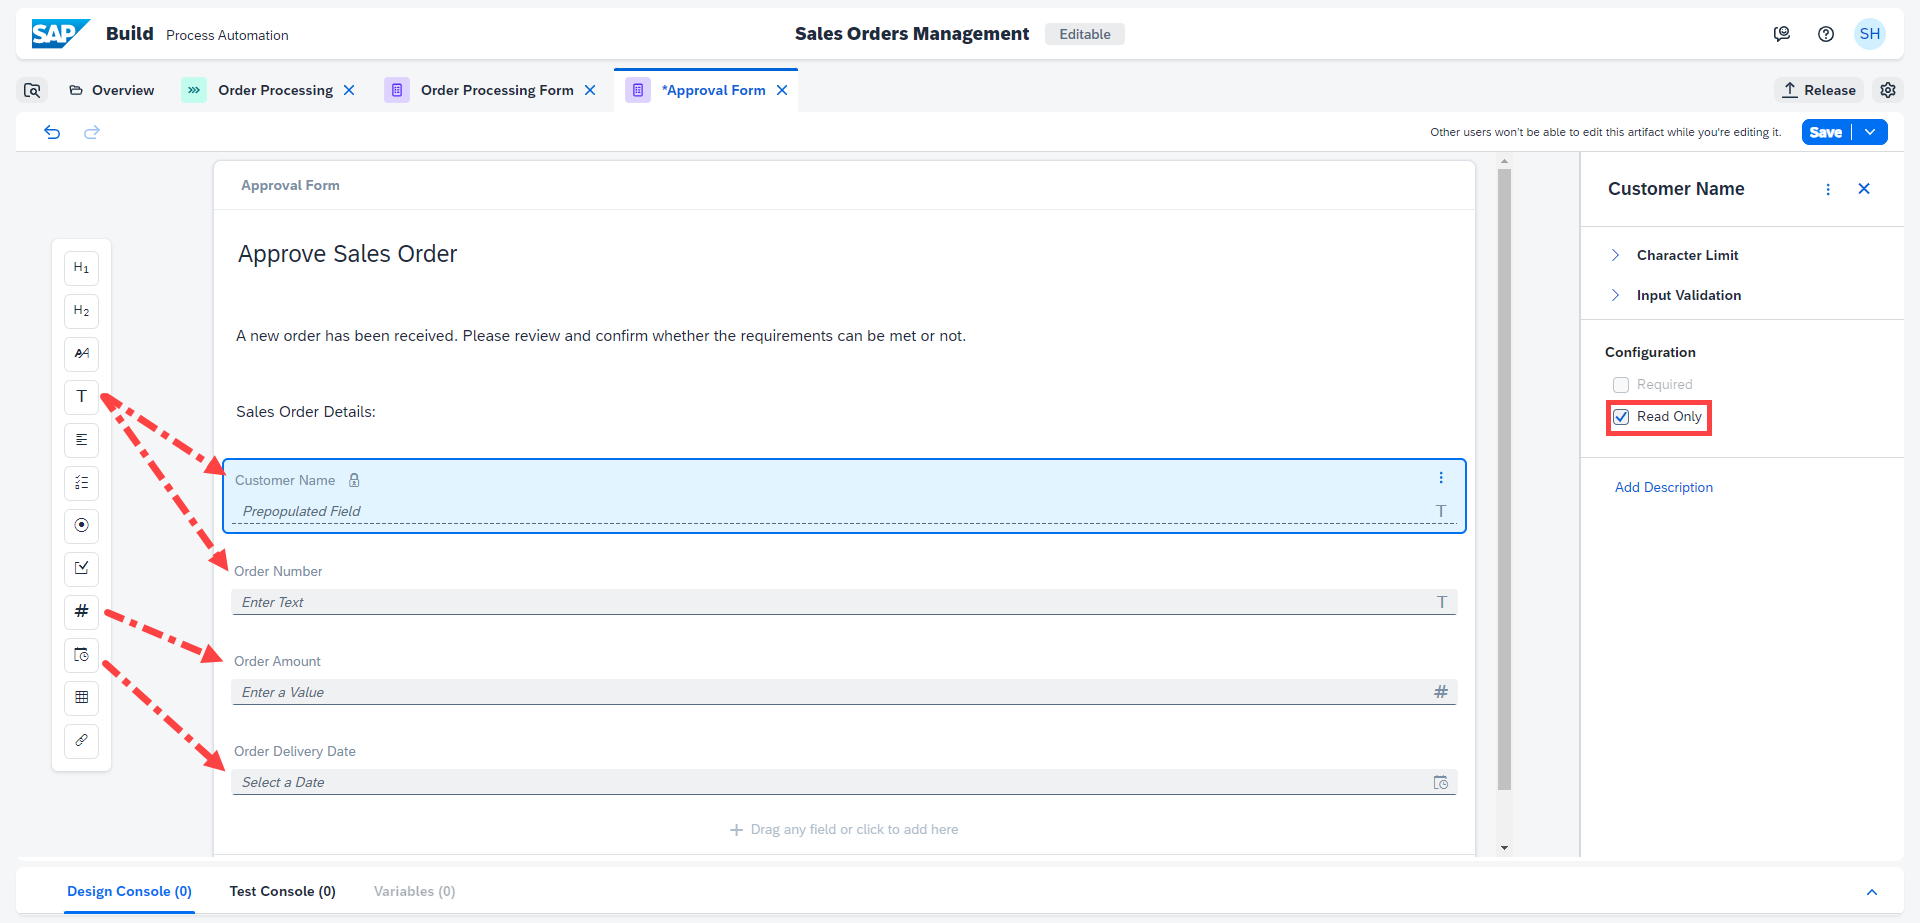 SAP Build Process Automation
Sales Orders Management Editable
SH
Overview
Order Processing
Order Processing Form
*Approval Form
Release
Other users won't be able to edit this artifact while you're editing it.
Save
Approval Form
Approve Sales Order
A new order has been received. Please review and confirm whether the requirements can be met or not.
Sales Order Details:
H1
H2
AA
T
#
Customer Name
Prepopulated Field T
Order Number
Enter Text T
Order Amount
Enter a Value #
Order Delivery Date
Select a Date
+ Drag any field or click to add here
Customer Name
Character Limit
Input Validation
Configuration
Required
Read Only
Add Description
Design Console (0) Test Console (0) Variables (0)